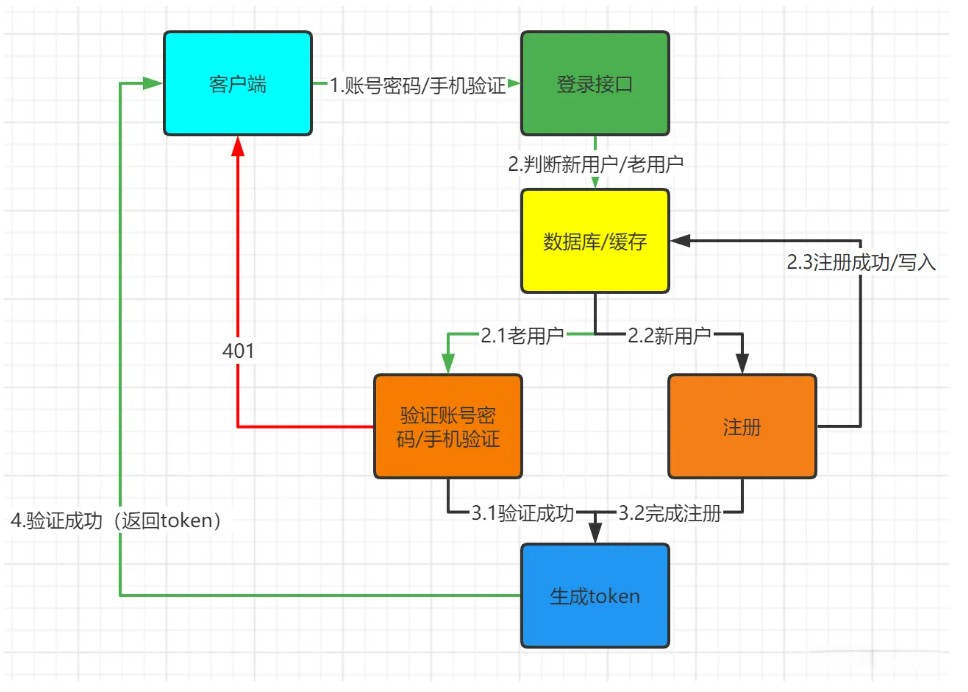 客户端
1.账号密码/手机验证
登录接口
2.判断新用户/老用户
数据库/缓存
2.3注册成功/写入
2.1老用户
2.2新用户
401
验证账号密
码/手机验证
注册
3.1验证成功
3.2完成注册
4.验证成功（返回token）
生成token